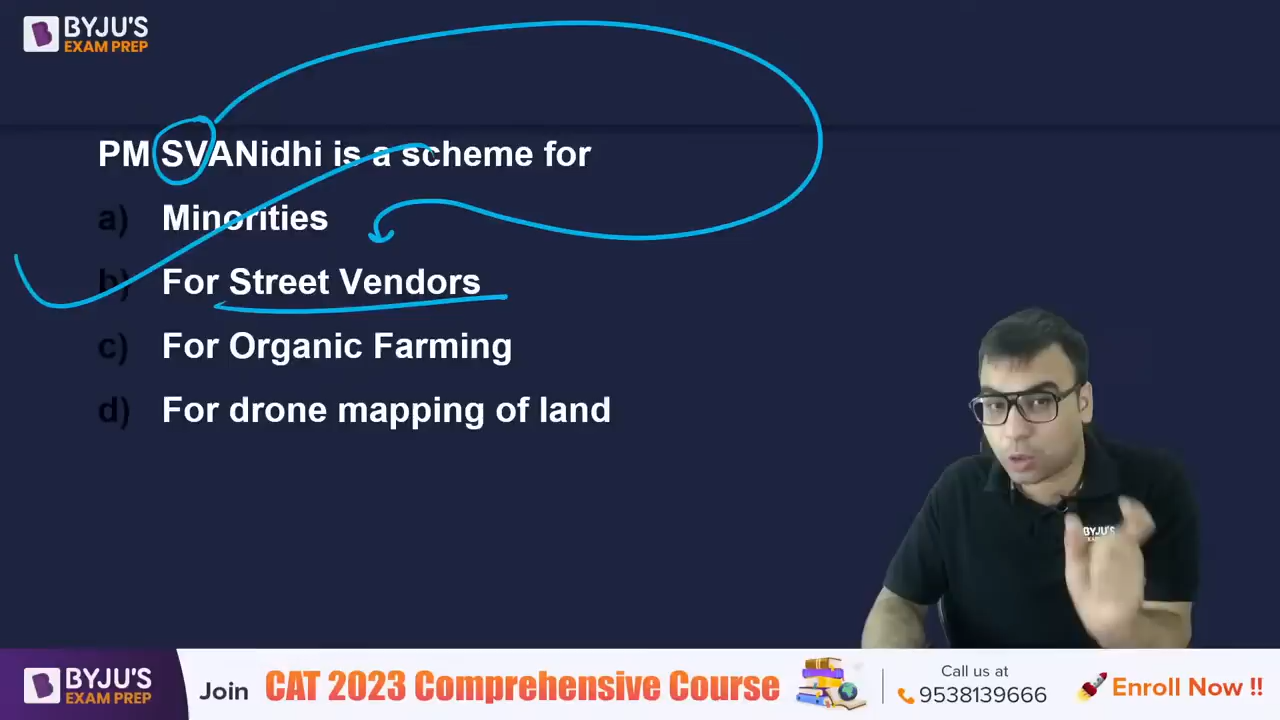 BYJU'S
EXAM PREP
PM SVANidhi is a scheme for
a) Minorities
b) For Street Vendors
c) For Organic Farming
d) For drone mapping of land
BYJU'S
BYJU'S
EXAM PREP
Join CAT 2023 Comprehensive Course
Call us at
9538139666
Enroll Now !!